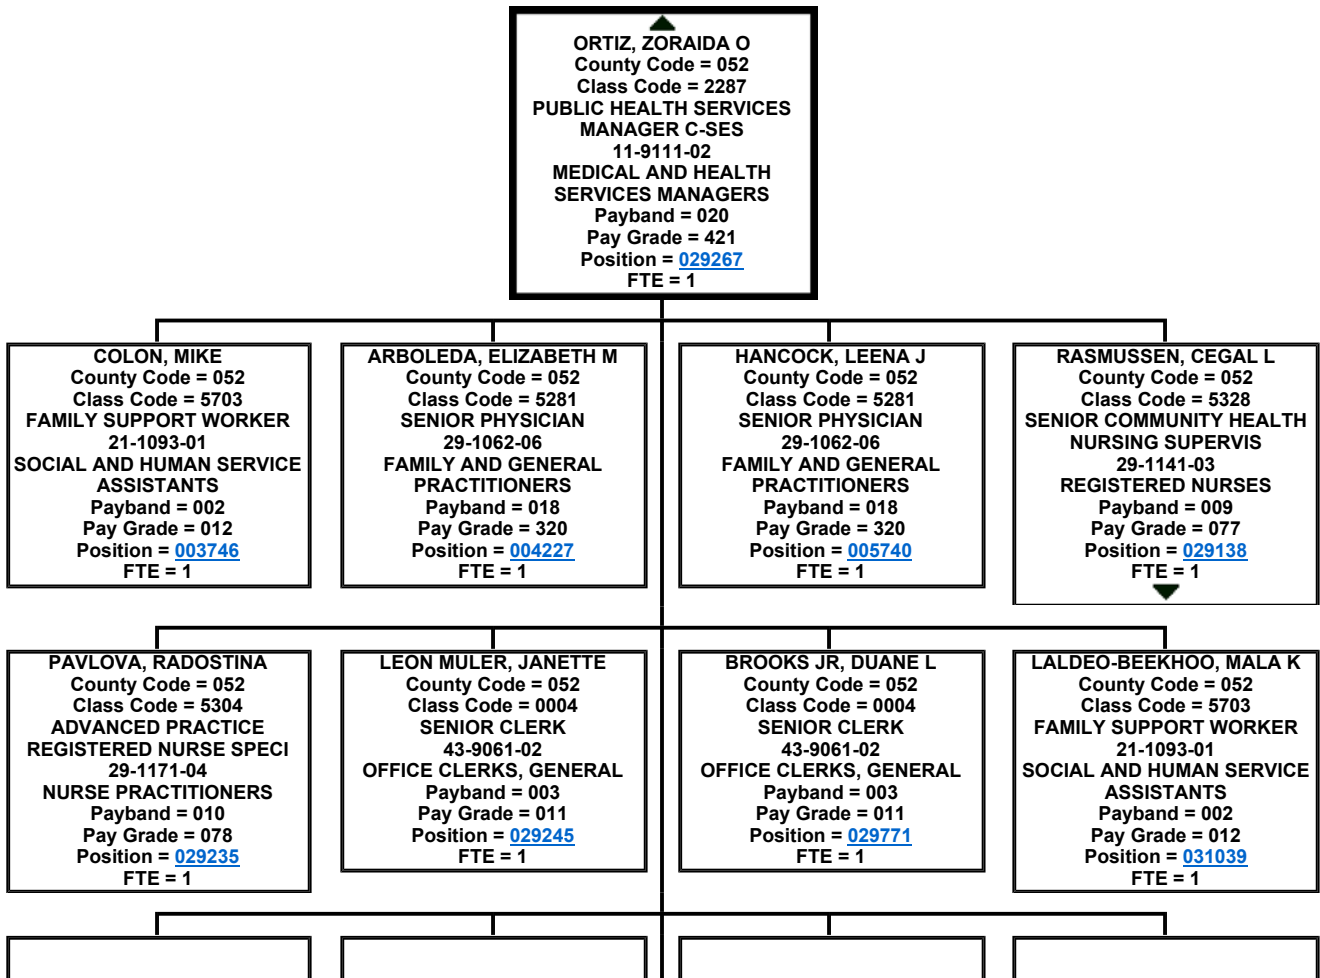 ORTIZ, ZORAIDA O
County Code = 052
Class Code = 2287
PUBLIC HEALTH SERVICES
MANAGER C-SES
11-9111-02
MEDICAL AND HEALTH
SERVICES MANAGERS
Payband = 020
Pay Grade = 421
Position = 029267
FTE = 1
COLON, MIKE
County Code = 052
Class Code = 5703
FAMILY SUPPORT WORKER
21-1093-01
SOCIAL AND HUMAN SERVICE
ASSISTANTS
Payband = 002
Pay Grade = 012
Position = 003746
FTE = 1
ARBOLEDA, ELIZABETH M
County Code = 052
Class Code = 5281
SENIOR PHYSICIAN
29-1062-06
FAMILY AND GENERAL
PRACTITIONERS
Payband = 018
Pay Grade = 320
Position = 004227
FTE = 1
HANCOCK, LEENA J
County Code = 052
Class Code = 5281
SENIOR PHYSICIAN
29-1062-06
FAMILY AND GENERAL
PRACTITIONERS
Payband = 018
Pay Grade = 320
Position = 005740
FTE = 1
RASMUSSEN, CEGAL L
County Code = 052
Class Code = 5328
SENIOR COMMUNITY HEALTH
NURSING SUPERVIS
29-1141-03
REGISTERED NURSES
Payband = 009
Pay Grade = 077
Position = 029138
FTE = 1
PAVLOVA, RADOSTINA
County Code = 052
Class Code = 5304
ADVANCED PRACTICE
REGISTERED NURSE SPECI
29-1171-04
NURSE PRACTITIONERS
Payband = 010
Pay Grade = 078
Position = 029235
FTE = 1
LEON MULER, JANETTE
County Code = 052
Class Code = 0004
SENIOR CLERK
43-9061-02
OFFICE CLERKS, GENERAL
Payband = 003
Pay Grade = 011
Position = 029245
FTE = 1
BROOKS JR, DUANE L
County Code = 052
Class Code = 0004
SENIOR CLERK
43-9061-02
OFFICE CLERKS, GENERAL
Payband = 003
Pay Grade = 011
Position = 029771
FTE = 1
LALDEO-BEEKHOO, MALA K
County Code = 052
Class Code = 5703
FAMILY SUPPORT WORKER
21-1093-01
SOCIAL AND HUMAN SERVICE
ASSISTANTS
Payband = 002
Pay Grade = 012
Position = 031039
FTE = 1